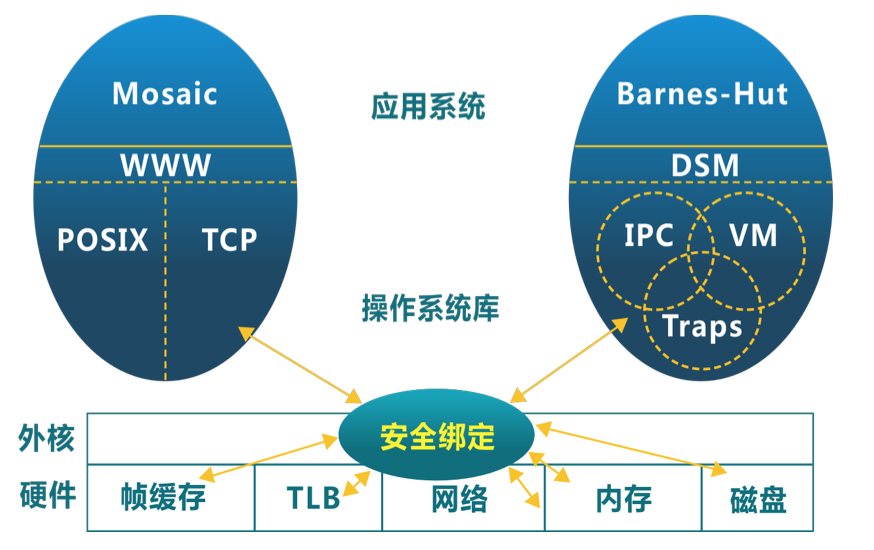 Mosaic
应用系统
Barnes-Hut
WWW
DSM
POSIX
TCP
IPC
VM
操作系统库
Traps
外核
安全绑定
硬件
帧缓存
TLB
网络
内存
磁盘